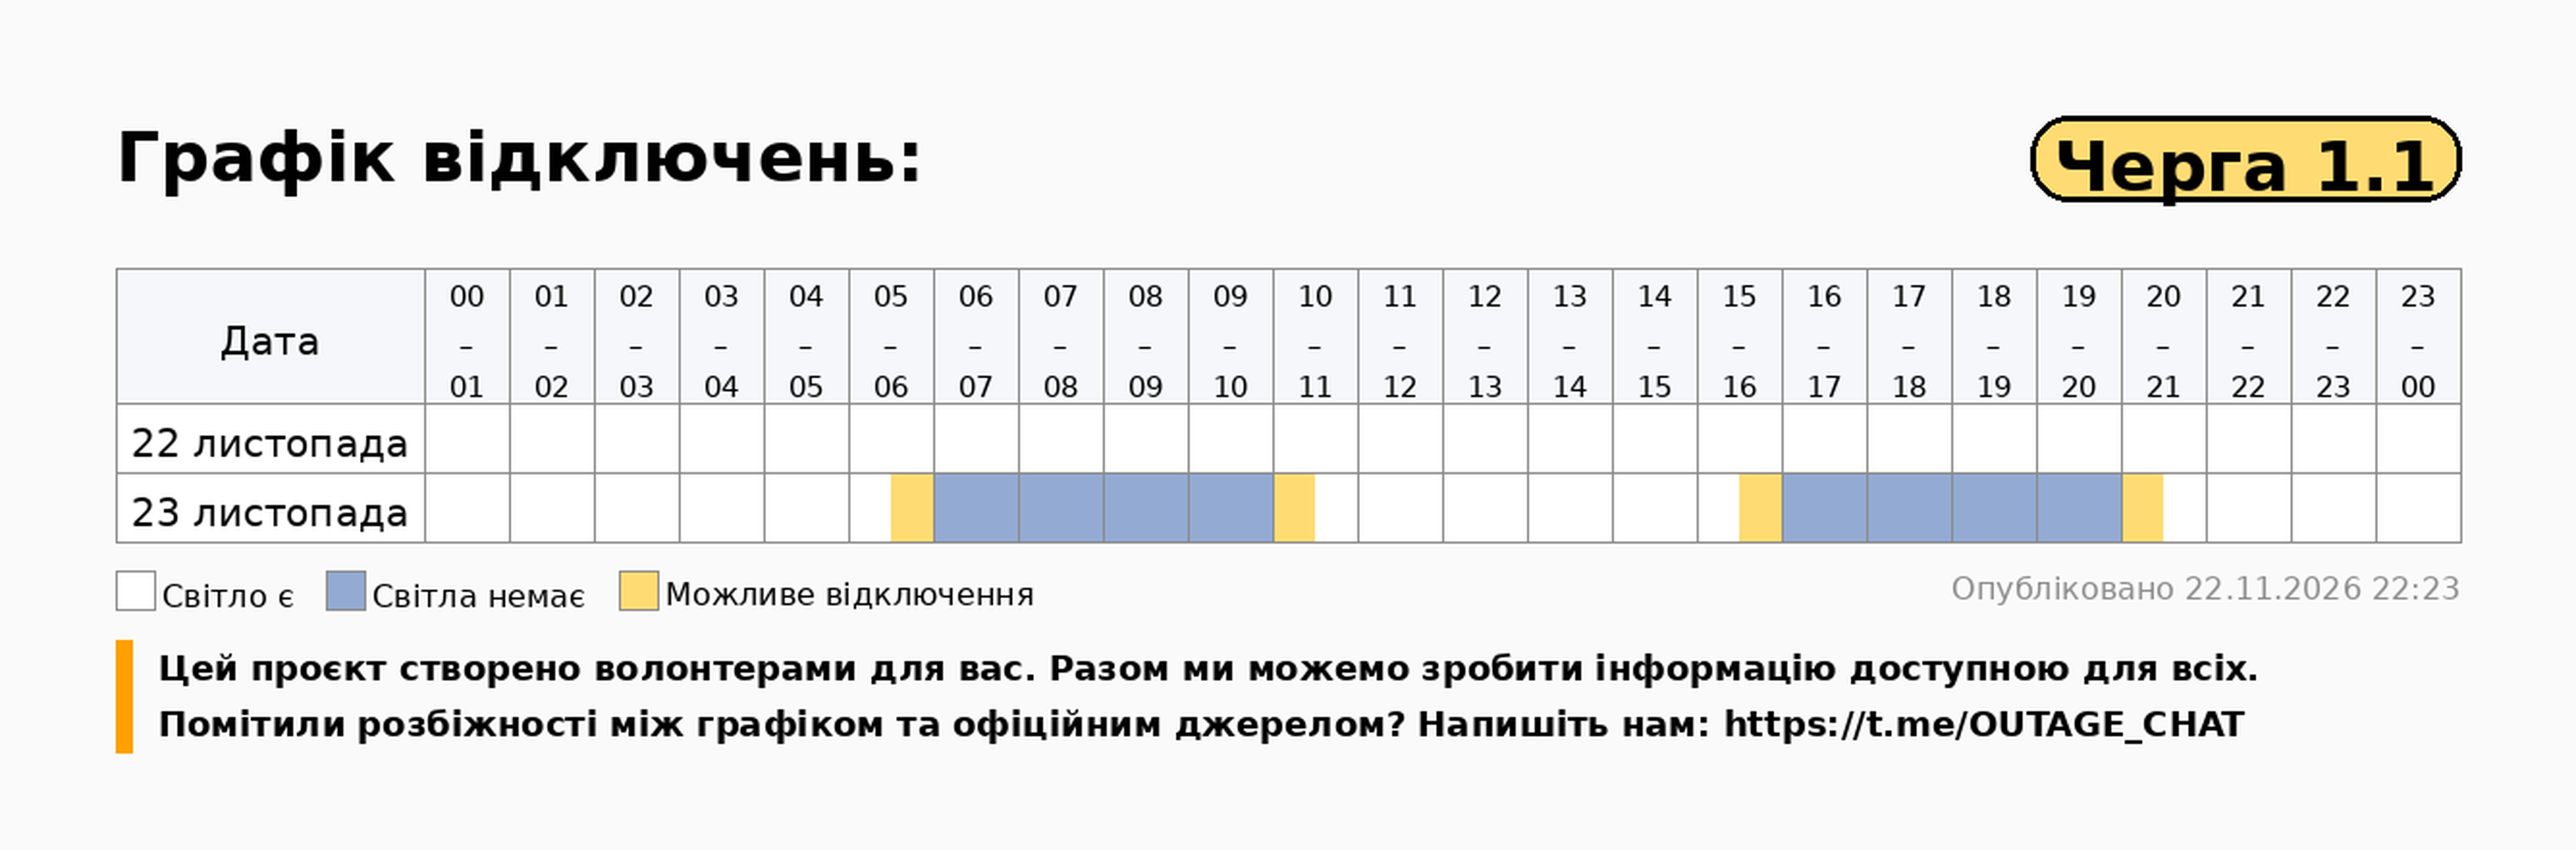 Графік відключень:
Черга 1.1
Дата
00 – 01
01 – 02
02 – 03
03 – 04
04 – 05
05 – 06
06 – 07
07 – 08
08 – 09
09 – 10
10 – 11
11 – 12
12 – 13
13 – 14
14 – 15
15 – 16
16 – 17
17 – 18
18 – 19
19 – 20
20 – 21
21 – 22
22 – 23
23 – 00
22 листопада
23 листопада
Світло є
Світла немає
Можливе відключення
Опубліковано 22.11.2026 22:23
Цей проєкт створено волонтерами для вас. Разом ми можемо зробити інформацію доступною для всіх.
Помітили розбіжності між графіком та офіційним джерелом? Напишіть нам: https://t.me/OUTAGE_CHAT